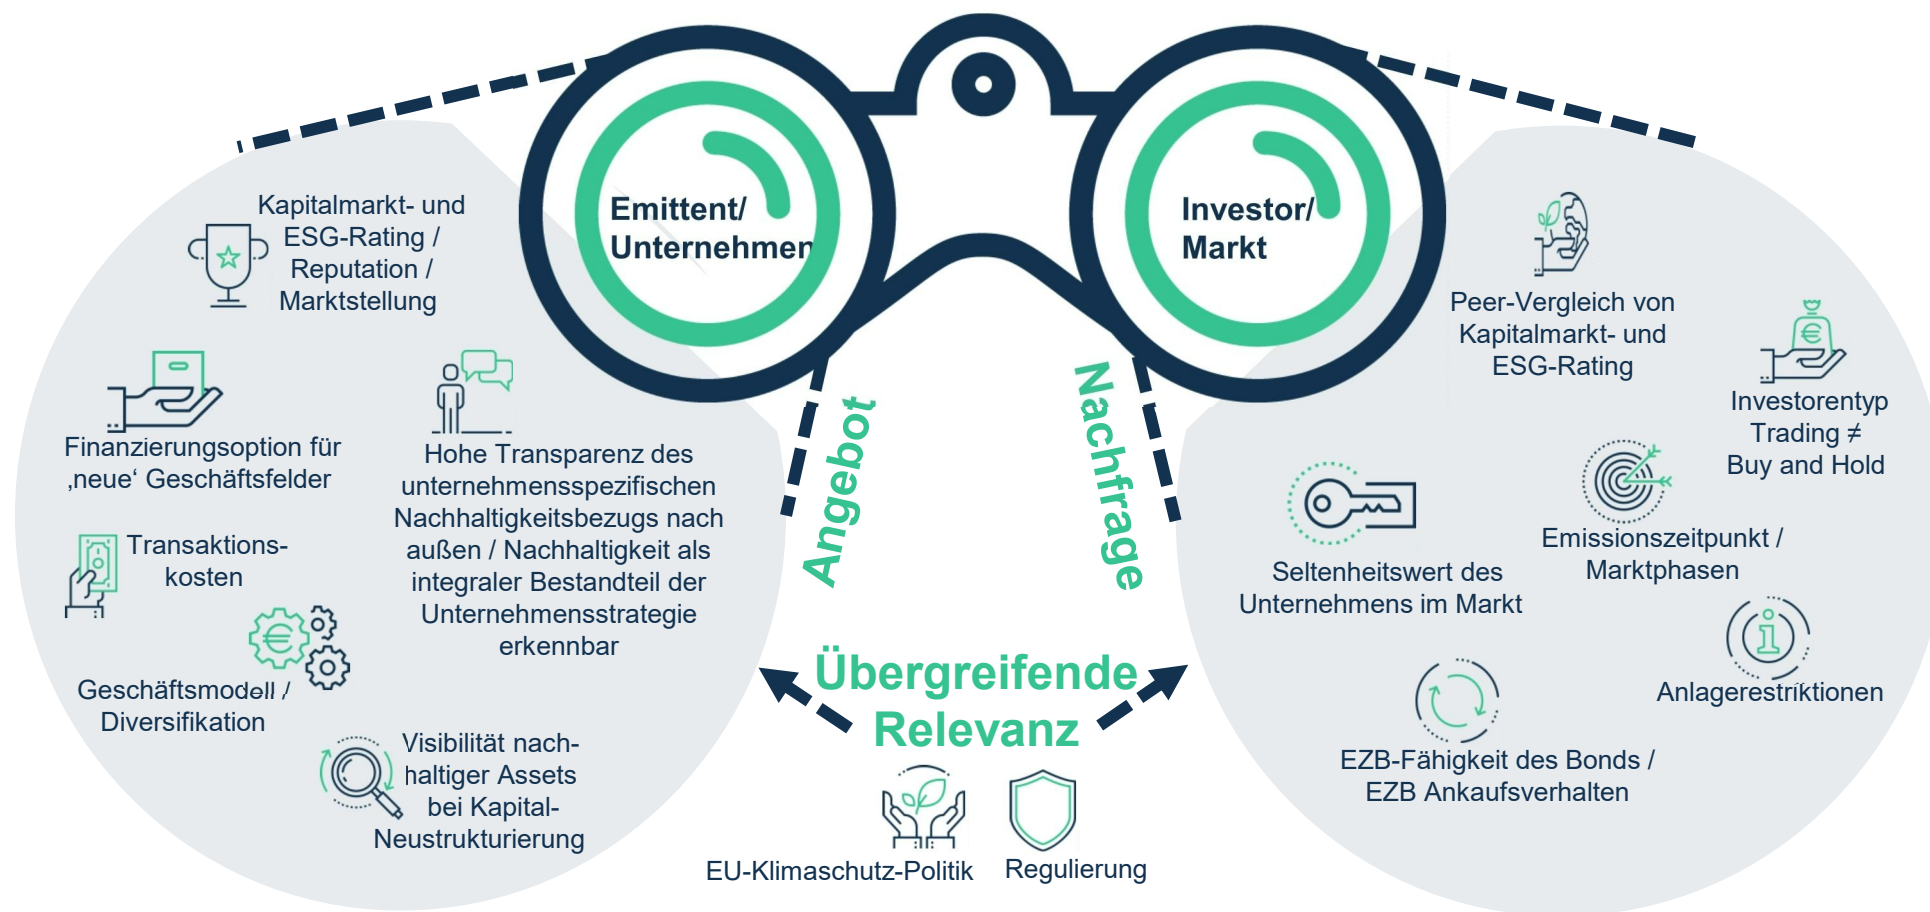 Emittent/
Unternehmen
Investor/
Markt
Kapitalmarkt- und
ESG-Rating /
Reputation /
Marktstellung
Finanzierungsoption für
‚neue‘ Geschäftsfelder
Hohe Transparenz des
unternehmensspezifischen
Nachhaltigkeitsbezugs nach
außen / Nachhaltigkeit als
integraler Bestandteil der
Unternehmensstrategie
erkennbar
Transaktions-
kosten
Geschäftsmodell /
Diversifikation
Visibilität nach-
haltiger Assets
bei Kapital-
Neustrukturierung
Angebot
Nachfrage
Übergreifende
Relevanz
EU-Klimaschutz-Politik
Regulierung
Peer-Vergleich von
Kapitalmarkt- und
ESG-Rating
€
Investorentyp
Trading ≠
Buy and Hold
Emissionszeitpunkt /
Marktphasen
Seltenheitswert des
Unternehmens im Markt
Anlagerestriktionen
EZB-Fähigkeit des Bonds /
EZB Ankaufsverhalten
€
i